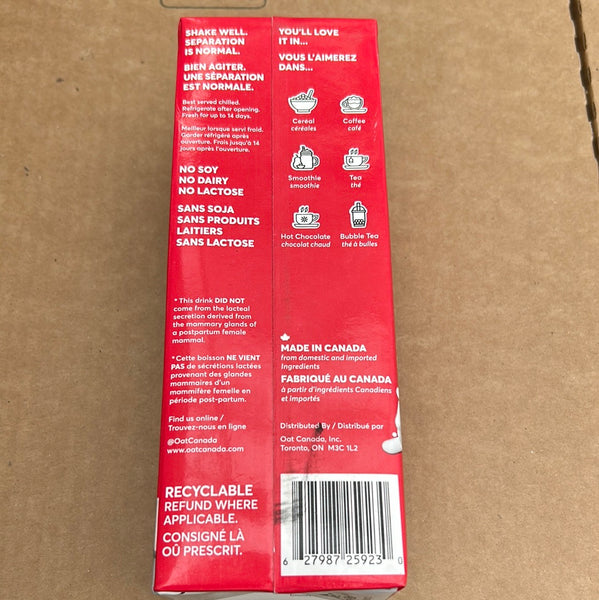 SHAKE WELL.
SEPARATION
IS NORMAL.
BIEN AGITER.
UNE SÉPARATION
EST NORMALE.
Best served chilled.
Refrigerate after opening.
Fresh for up to 14 days.
Meilleur lorsque servi froid.
Garder réfrigéré après
ouverture. Frais jusqu'à 14
jours après l'ouverture.
NO SOY
NO DAIRY
NO LACTOSE
SANS SOJA
SANS PRODUITS
LAITIERS
SANS LACTOSE
* This drink DID NOT
come from the lacteal
secretion derived from
the mammary glands of
a postpartum female
mammal.
* Cette boisson NE VIENT
PAS de sécrétions lactées
provenant des glandes
mammaires d'un
mammifère femelle en
période post-partum.
Find us online /
Trouvez-nous en ligne
@OatCanada
www.oatcanada.com
RECYCLABLE
REFUND WHERE
APPLICABLE.
CONSIGNÉ LÀ
OÙ PRESCRIT.
YOU'LL LOVE
IT IN...
VOUS L'AIMEREZ
DANS...
Cereal
céréales
Coffee
café
Smoothie
smoothie
Tea
thé
Hot Chocolate
chocolat chaud
Bubble Tea
thé à bulles
MADE IN CANADA
from domestic and imported
ingredients
FABRIQUÉ AU CANADA
à partir d'ingrédients Canadiens
et importés
Distributed By / Distribué par
Oat Canada, Inc.
Toronto, ON M3C 1L2
6 27987 25923 0